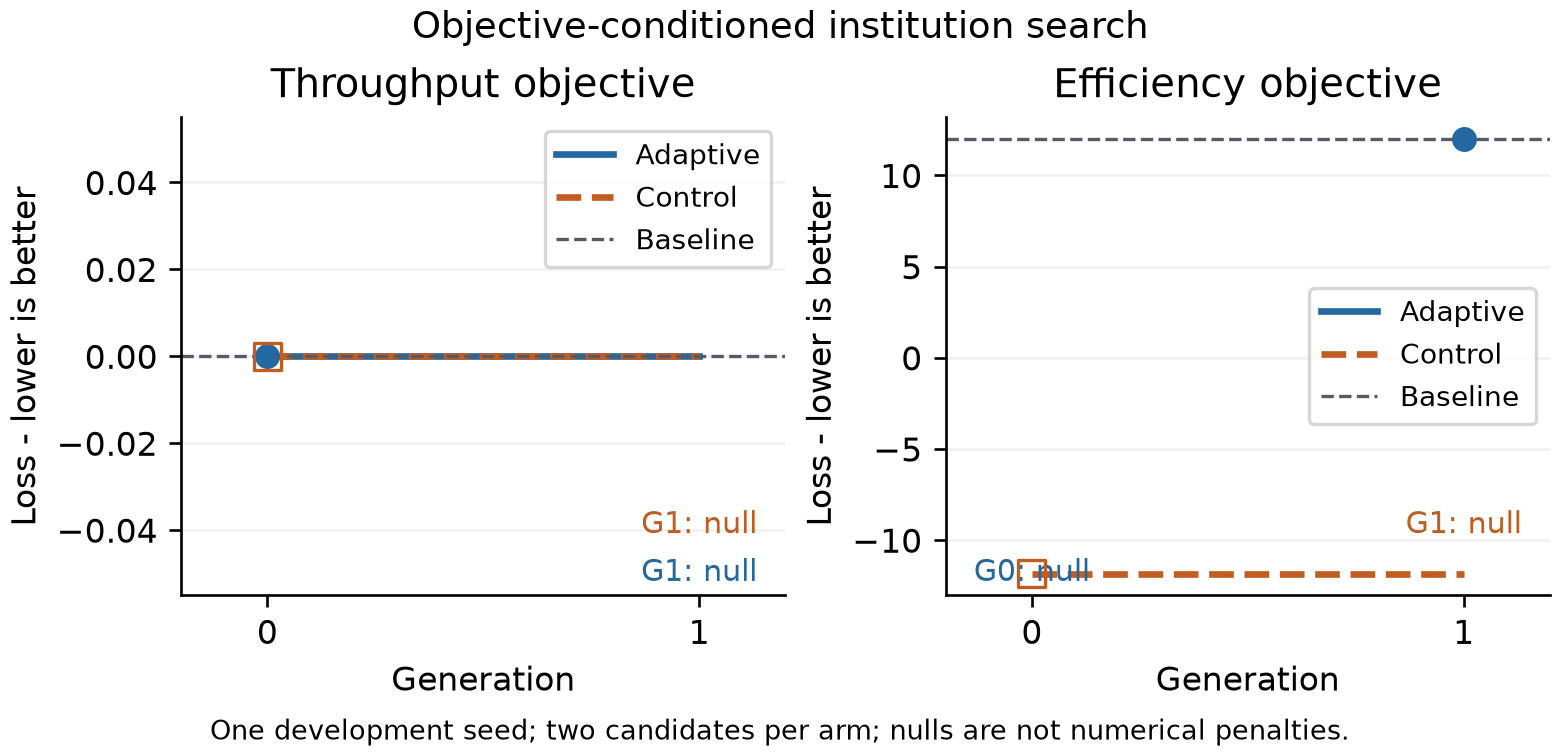 Objective-conditioned institution search
Throughput objective
Loss - lower is better
0.04
0.02
0.00
−0.02
−0.04
Adaptive
Control
Baseline
G1: null
G1: null
0
1
Generation
Efficiency objective
Loss - lower is better
10
5
0
−5
−10
Adaptive
Control
Baseline
G1: null
G0: null
0
1
Generation
One development seed; two candidates per arm; nulls are not numerical penalties.